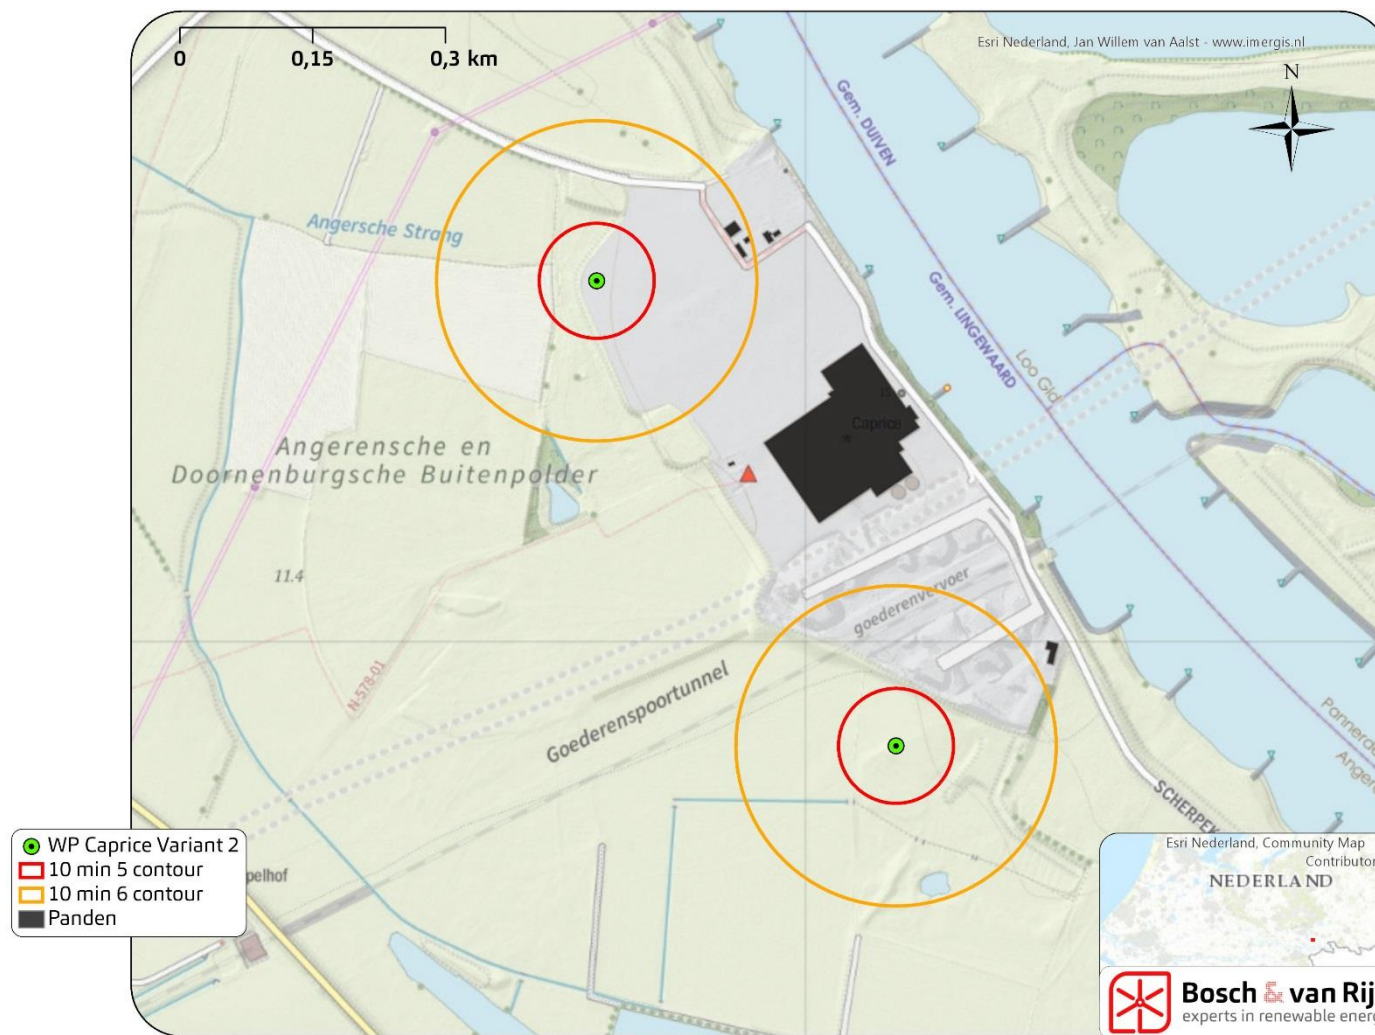 0 0,15 0,3 km
Esri Nederland, Jan Willem van Aalst - www.imergis.nl
N
Gem. DUIVEN
Angersche Strang
Gem. LINGEWAARD
Loo Gld
Caprice
Angerensche en
Doornenburgsche Buitenpolder
11.4
goederenvervoer
N-578-01
Goederenspoortunnel
SCHERPEK
WP Caprice Variant 2
10 min 5 contour
10 min 6 contour
Panden
pelhof
Esri Nederland, Community Map
Contributor
NEDERLAND
Bosch & van Rij
experts in renewable energ